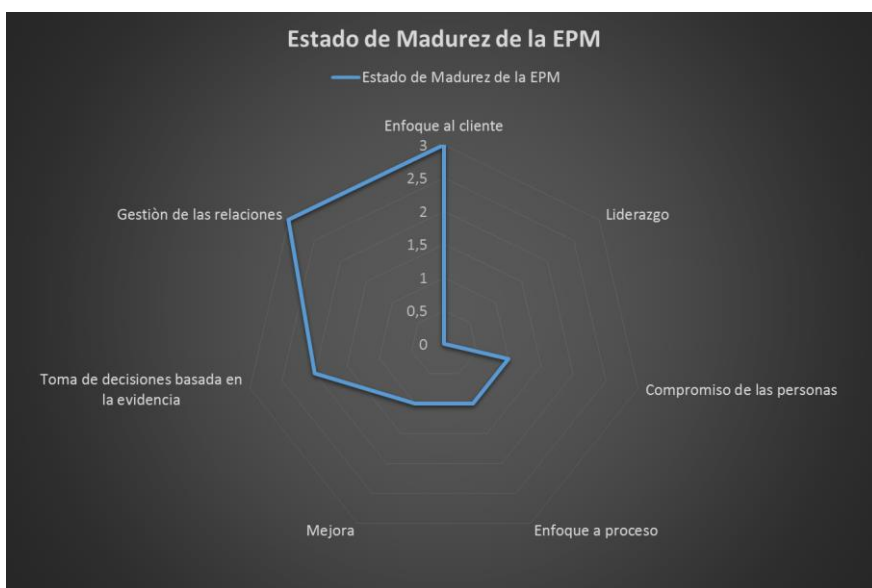 Estado de Madurez de la EPM
Estado de Madurez de la EPM
Enfoque al cliente
3
2,5
2
1,5
1
0,5
0
Liderazgo
Compromiso de las personas
Enfoque a proceso
Mejora
Toma de decisiones basada en
la evidencia
Gestiòn de las relaciones